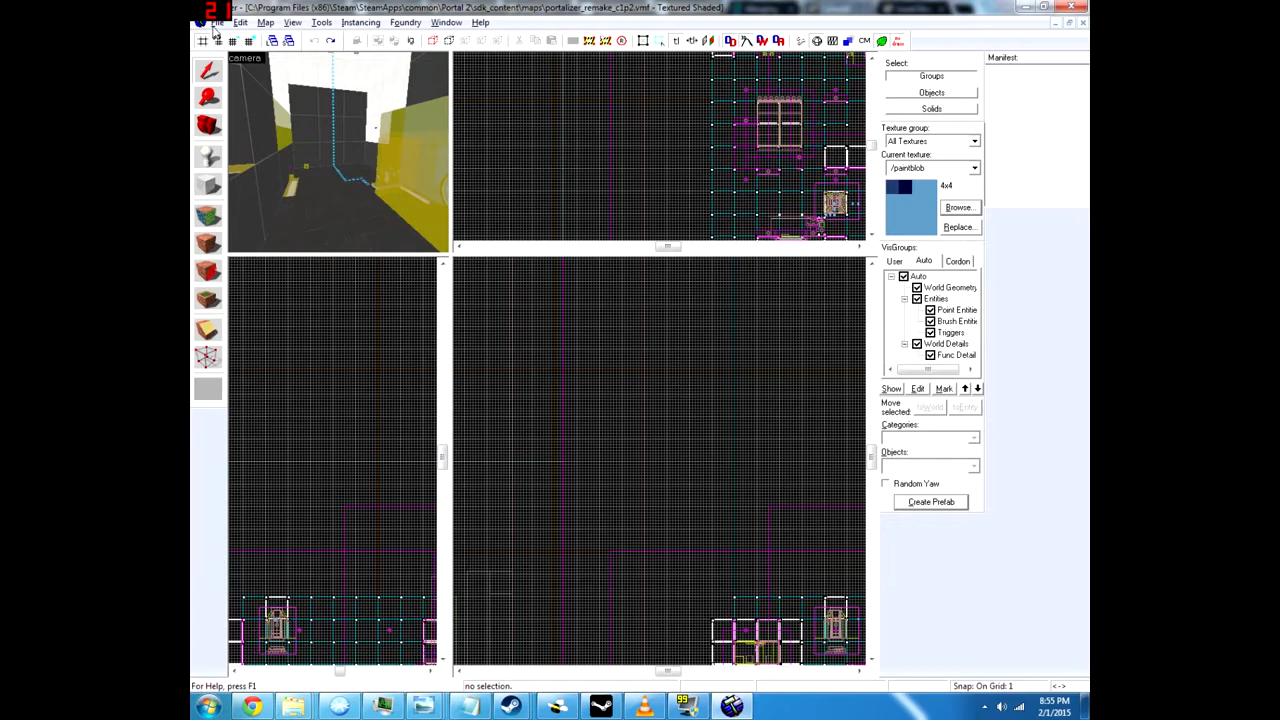 21
r - [C:\Program Files (x86)\Steam\SteamApps\common\Portal 2\sdk_content\maps\portalizer_remake_c1p2.vmf - Textured Shaded]
File Edit Map View Tools Instancing Foundry Window Help
camera
Select:
Groups
Objects
Solids
Texture group:
All Textures
Current texture:
/paintblob
4x4
Browse...
Replace...
VisGroups:
User Auto Cordon
Auto
World Geometry
Entities
Point Entitie
Brush Entitie
Triggers
World Details
Func Detail
Show Edit Mark
Move selected:
toWorld toEntity
Categories:
Objects:
Random Yaw
Create Prefab
Manifest:
For Help, press F1
no selection.
Snap: On Grid: 1
<->
99
8:55 PM
2/1/2015